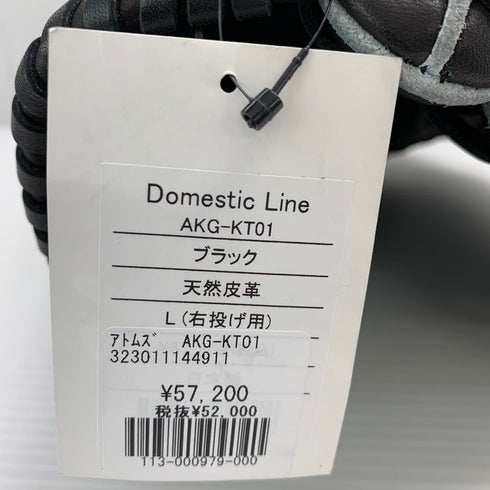 Domestic Line
AKG-KT01
ブラック
天然皮革
L(右投げ用)
ｱﾄﾑｽﾞ AKG-KT01
323011144911
¥57,200
税抜¥52,000
113-000979-000